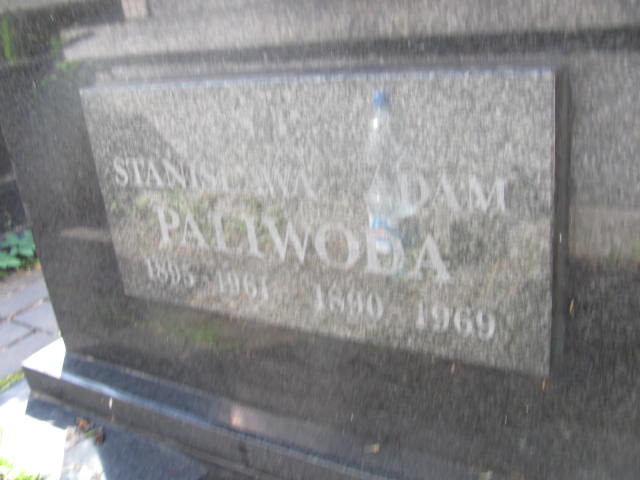 STANISŁAWA ADAM
PALIWODA
1895 - 1961 1890 - 1969